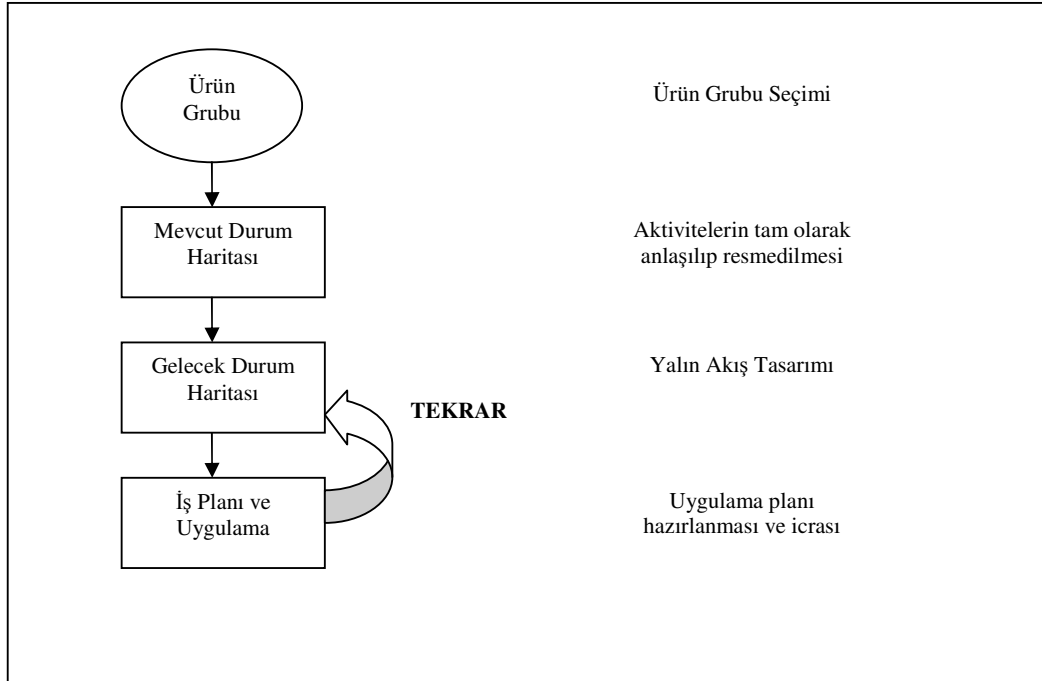 Ürün
Grubu
Ürün Grubu Seçimi
Mevcut Durum
Haritası
Aktivitelerin tam olarak
anlaşılıp resmedilmesi
Gelecek Durum
Haritası
Yalın Akış Tasarımı
TEKRAR
İş Planı ve
Uygulama
Uygulama planı
hazırlanması ve icrası